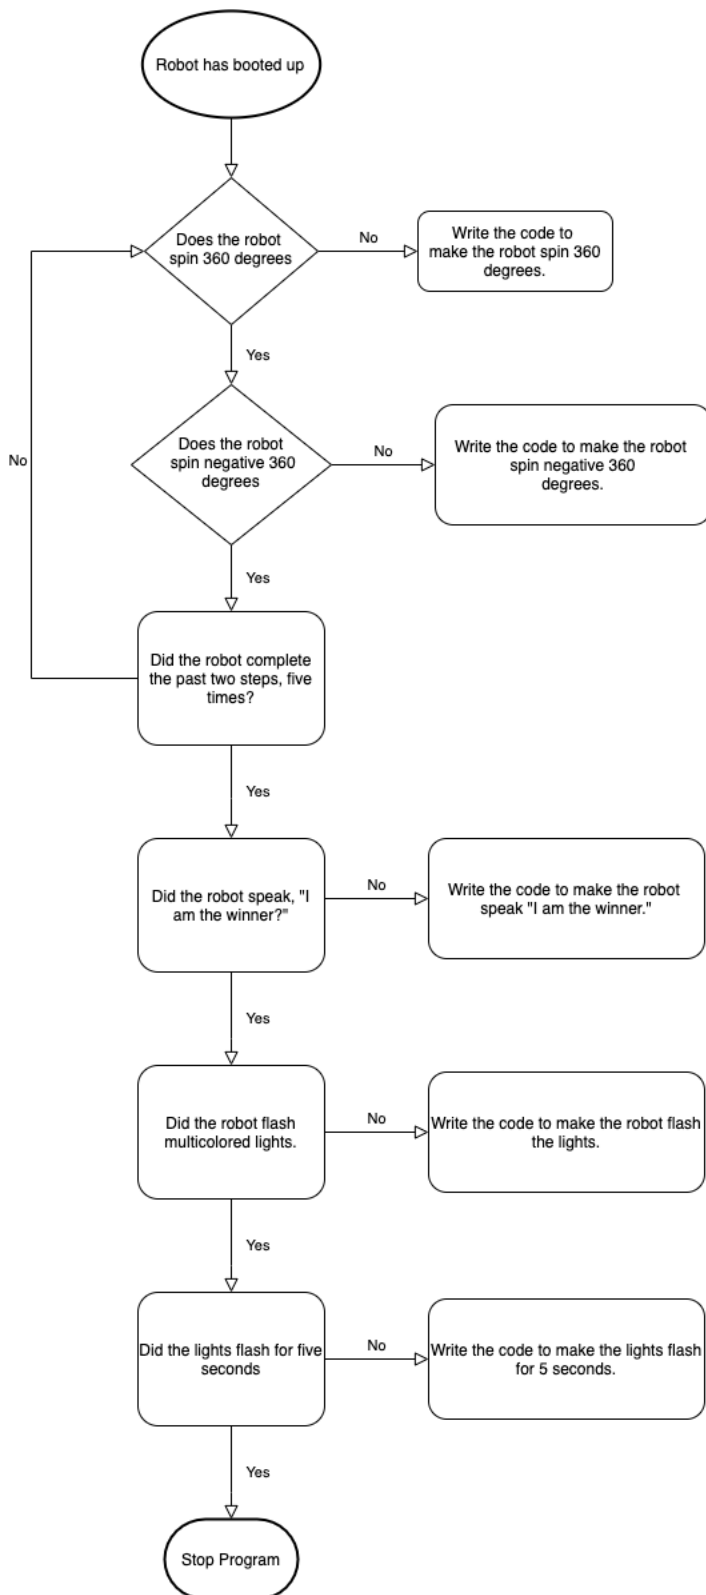 Robot has booted up
Does the robot
spin 360 degrees
No
Write the code to
make the robot spin 360
degrees.
Yes
Does the robot
spin negative 360
degrees
No
Write the code to make the robot
spin negative 360
degrees.
No
Yes
Did the robot complete
the past two steps, five
times?
Yes
Did the robot speak, "I
am the winner?"
No
Write the code to make the robot
speak "I am the winner."
Yes
Did the robot flash
multicolored lights.
No
Write the code to make the robot flash
the lights.
Yes
Did the lights flash for five
seconds
No
Write the code to make the lights flash
for 5 seconds.
Yes
Stop Program